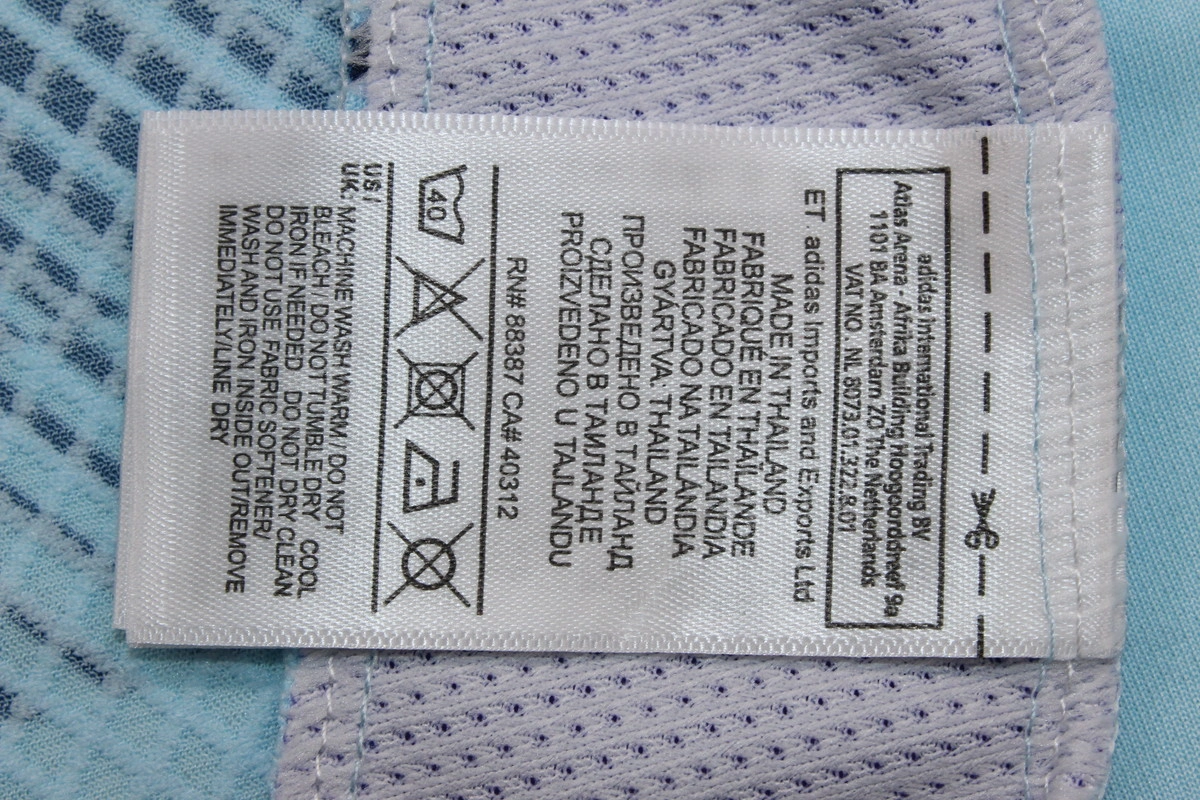 adidas International Trading BV
Atlas Arena - Afrika Building Hoogoorddreef 9a
1101 BA Amsterdam ZO The Netherlands
VAT NO. NL 8073.01.322.B.01
ET. adidas Imports and Exports Ltd
MADE IN THAILAND
FABRIQUÉ EN THAÏLANDE
FABRICADO EN TAILANDIA
FABRICADO NA TAILÂNDIA
GYÁRTVA: THAILAND
ПРОИЗВЕДЕНО В ТАЙЛАНД
СДЕЛАНО В ТАИЛАНДЕ
PROIZVEDENO U TAJLANDU
RN# 88387 CA# 40312
40
US /
UK: MACHINE WASH WARM / DO NOT
BLEACH / DO NOT TUMBLE DRY COOL
IRON IF NEEDED DO NOT DRY CLEAN
DO NOT USE FABRIC SOFTENER/
WASH AND IRON INSIDE OUT/REMOVE
IMMEDIATELY/LINE DRY